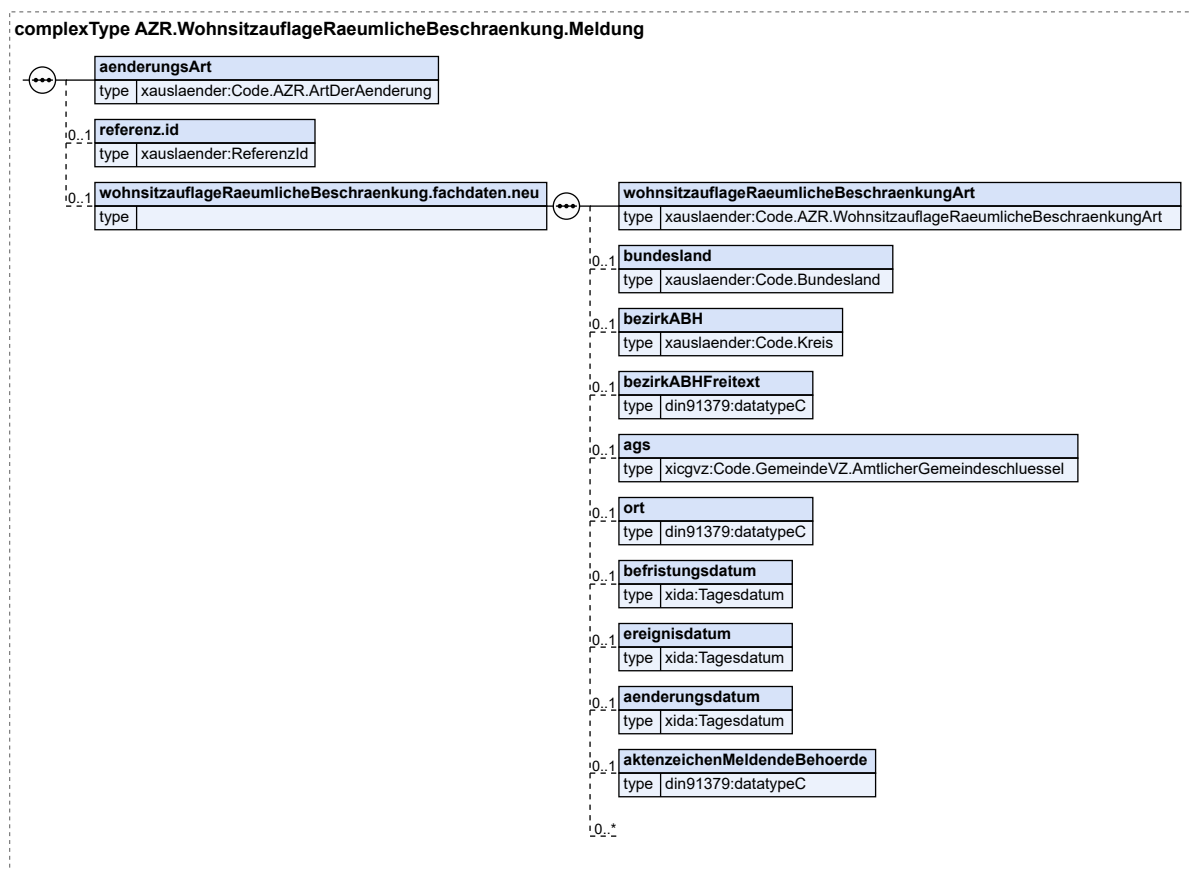 complexType AZR.WohnsitzauflageRaeumlicheBeschraenkung.Meldung
aenderungsArt
type xauslaender:Code.AZR.ArtDerAenderung
0..1 referenz.id
type xauslaender:ReferenzId
0..1 wohnsitzauflageRaeumlicheBeschraenkung.fachdaten.neu
type
wohnsitzauflageRaeumlicheBeschraenkungArt
type xauslaender:Code.AZR.WohnsitzauflageRaeumlicheBeschraenkungArt
0..1 bundesland
type xauslaender:Code.Bundesland
0..1 bezirkABH
type xauslaender:Code.Kreis
0..1 bezirkABHFreitext
type din91379:datatypeC
0..1 ags
type xicgvz:Code.GemeindeVZ.AmtlicherGemeindeschluessel
0..1 ort
type din91379:datatypeC
0..1 befristungsdatum
type xida:Tagesdatum
0..1 ereignisdatum
type xida:Tagesdatum
0..1 aenderungsdatum
type xida:Tagesdatum
0..1 aktenzeichenMeldendeBehoerde
type din91379:datatypeC
0..*